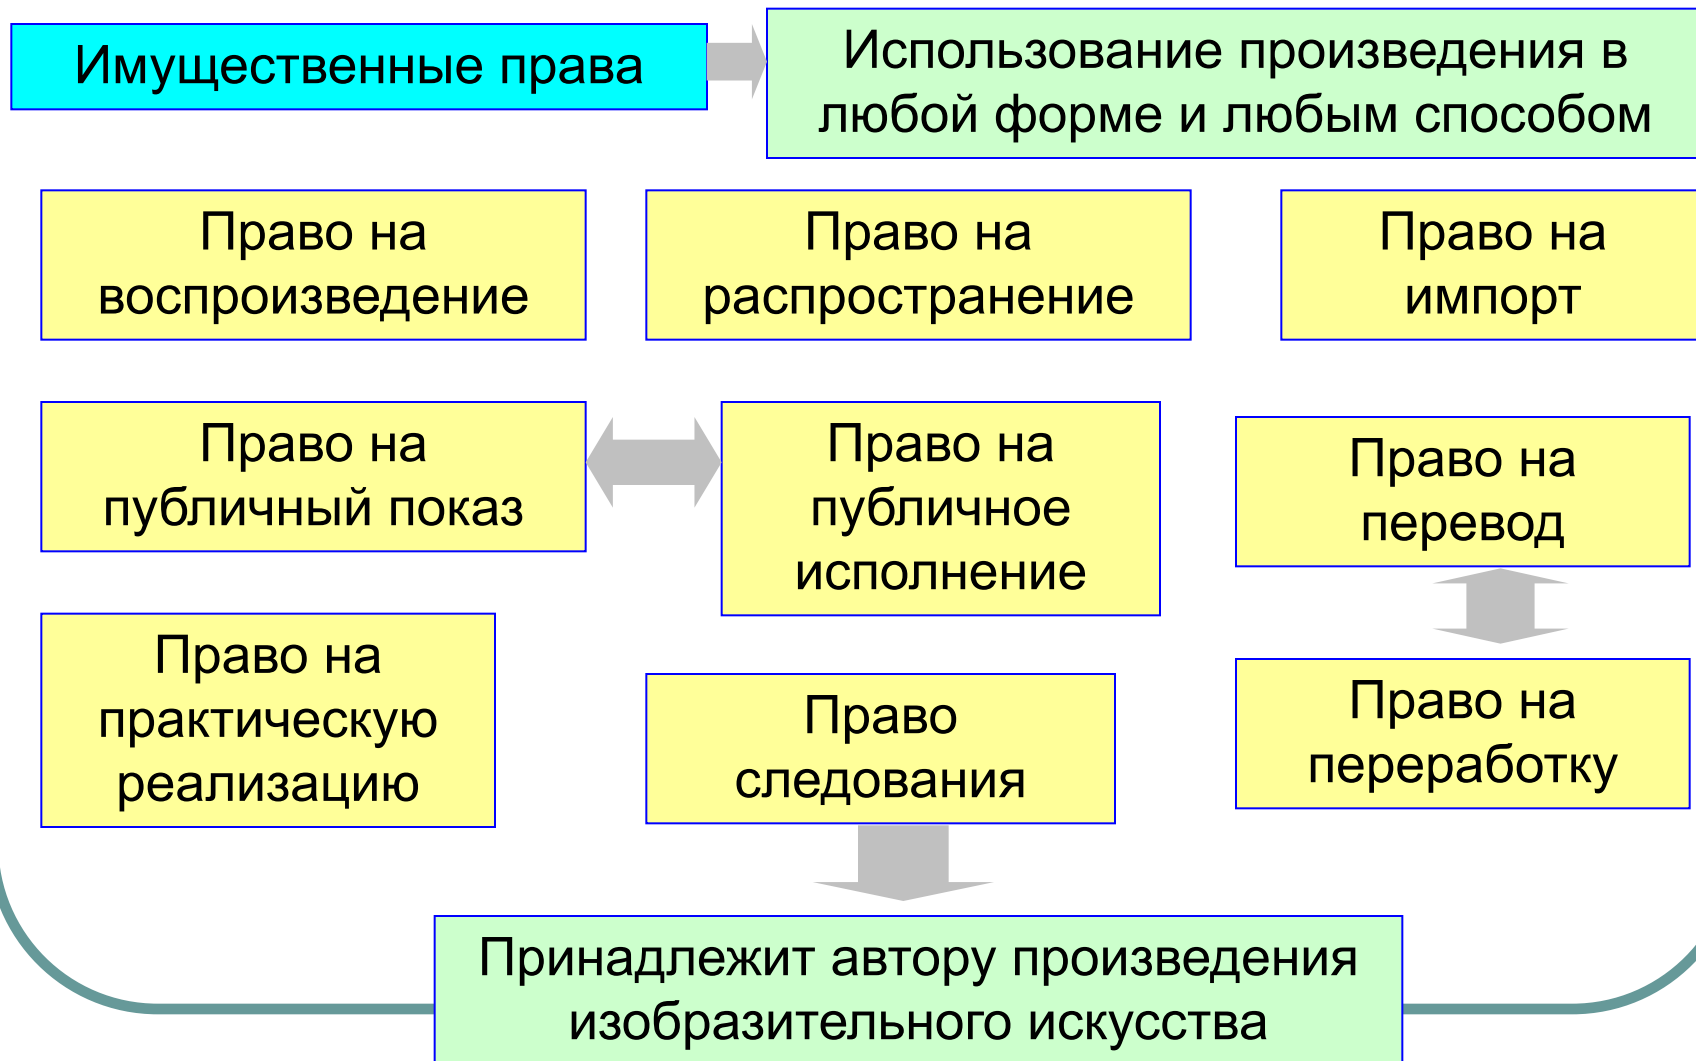 Имущественные права
Использование произведения в
любой форме и любым способом
Право на
воспроизведение
Право на
распространение
Право на
импорт
Право на
публичный показ
Право на
публичное
исполнение
Право на
перевод
Право на
практическую
реализацию
Право
следования
Право на
переработку
Принадлежит автору произведения
изобразительного искусства